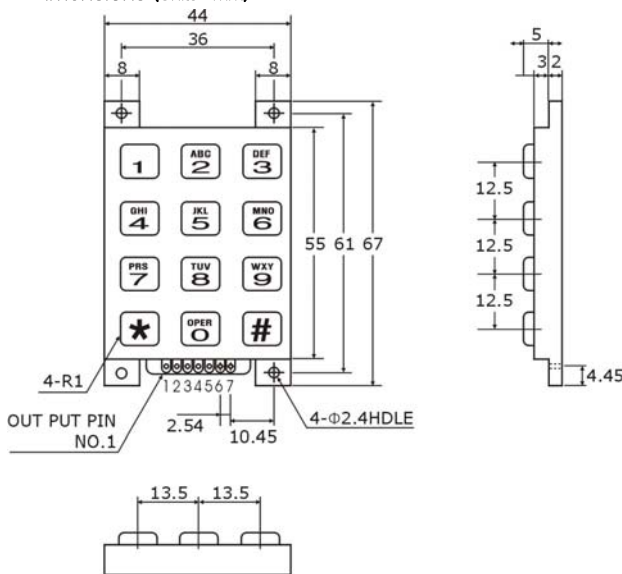 44
36
8 8
5
3 2
1 ABC 2 DEF 3
GHI 4 JKL 5 MNO 6
PRS 7 TUV 8 WXY 9
* OPER 0 #
55 61 67
12.5
12.5
12.5
4.45
4-R1
1234567
OUT PUT PIN
NO.1
2.54
10.45
4-Φ2.4HDLE
13.5 13.5